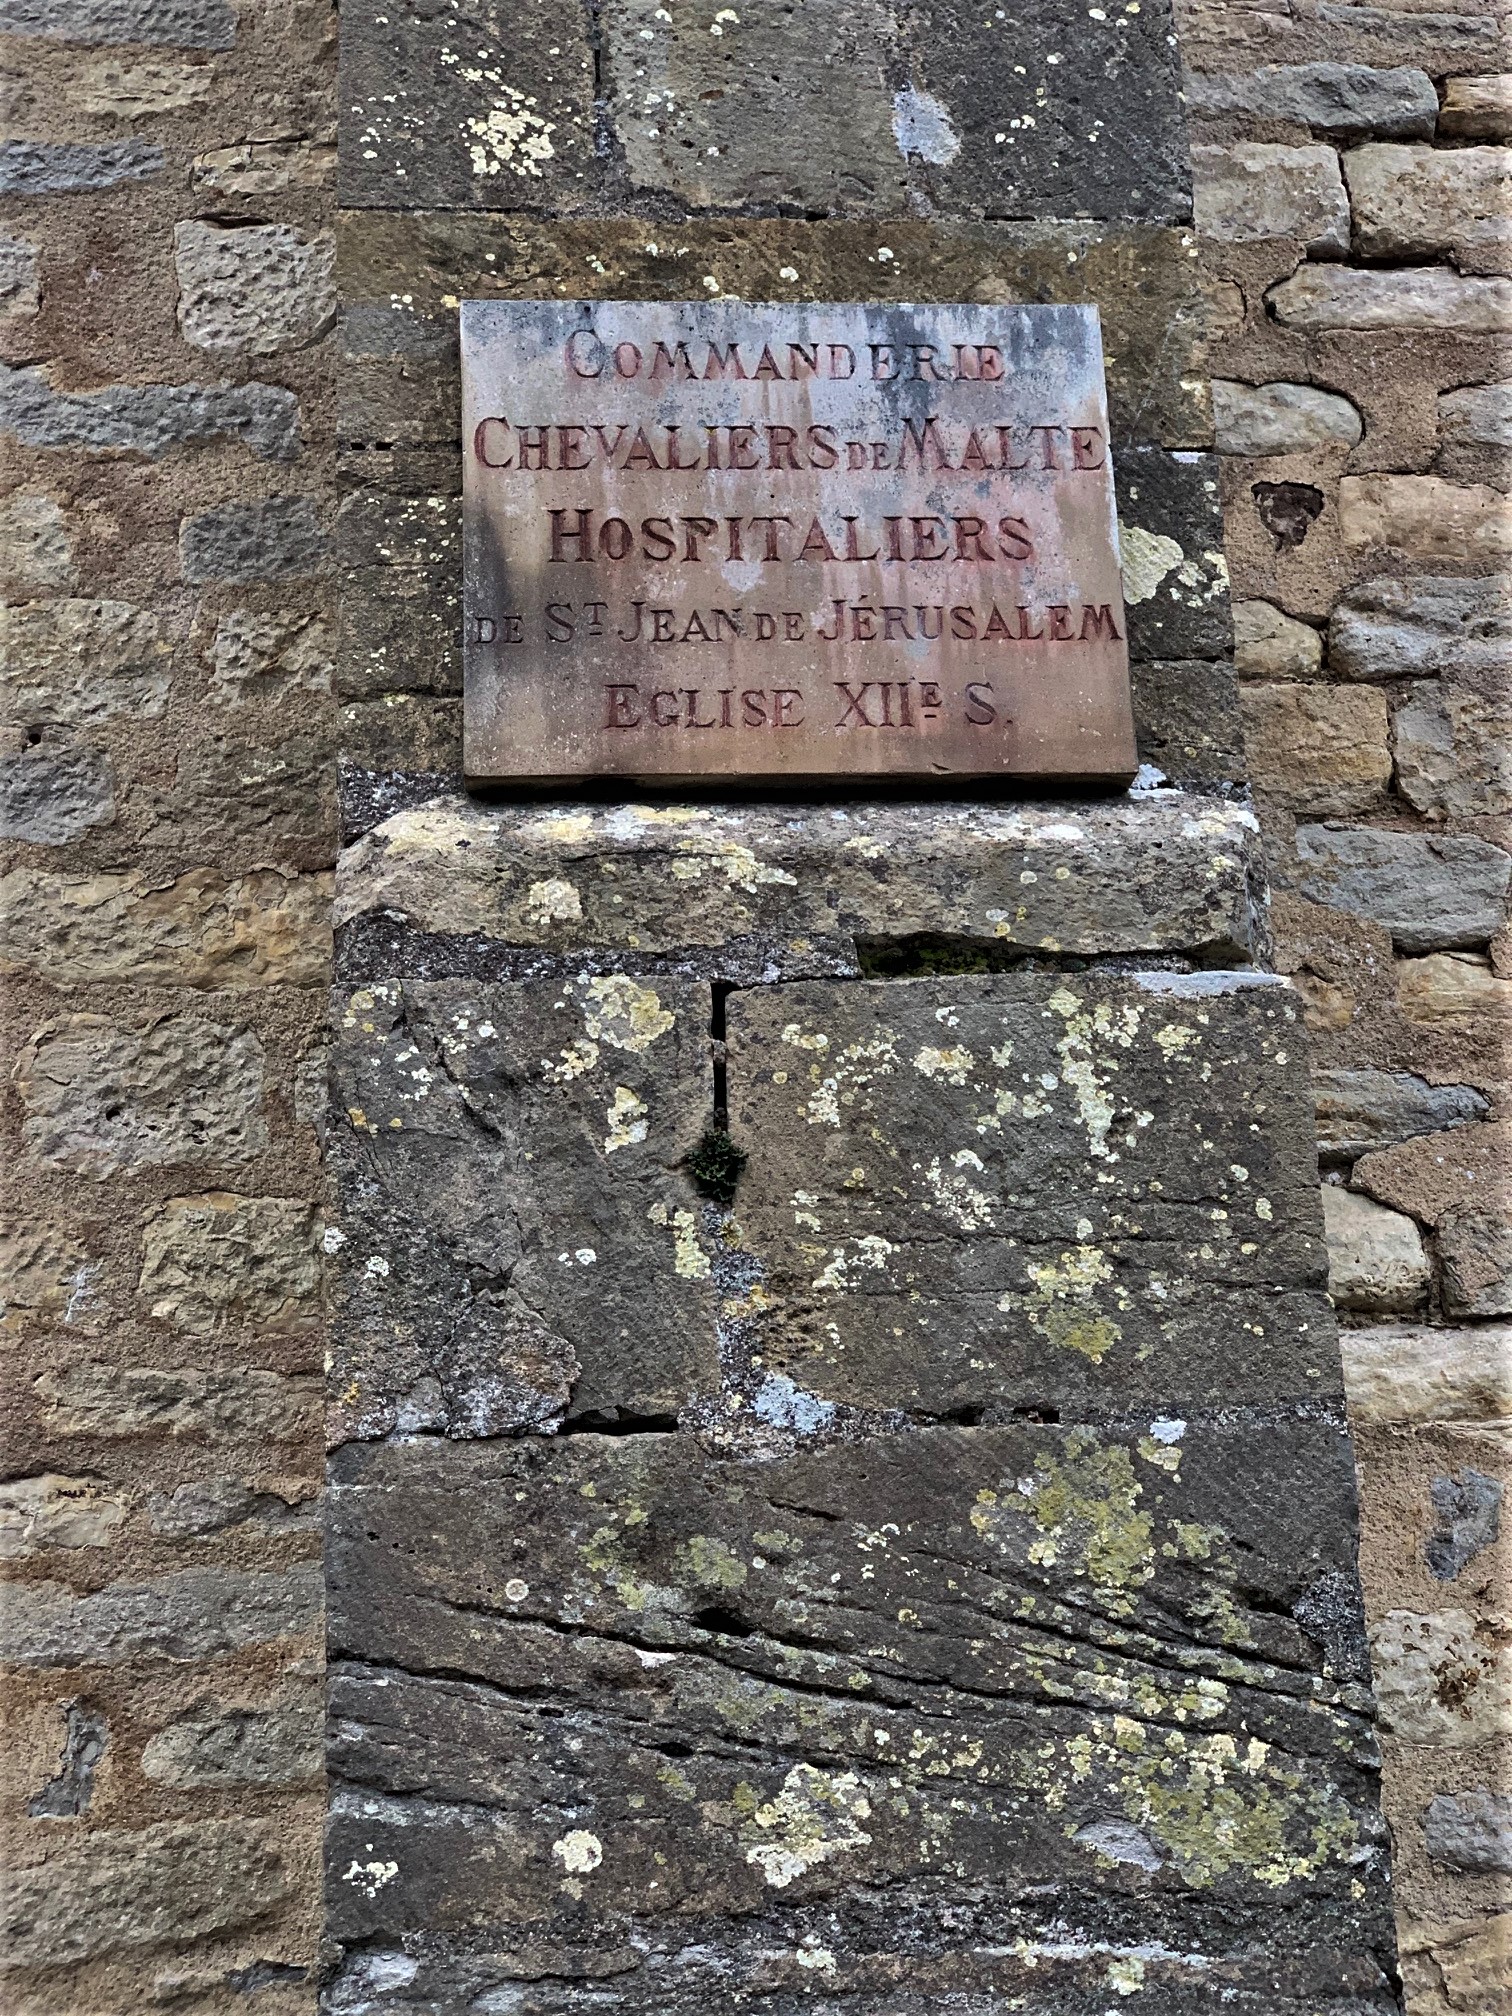 COMMANDERIE
CHEVALIERS DE MALTE
HOSPITALIERS
DE ST JEAN DE JÉRUSALEM
EGLISE XIIE S.